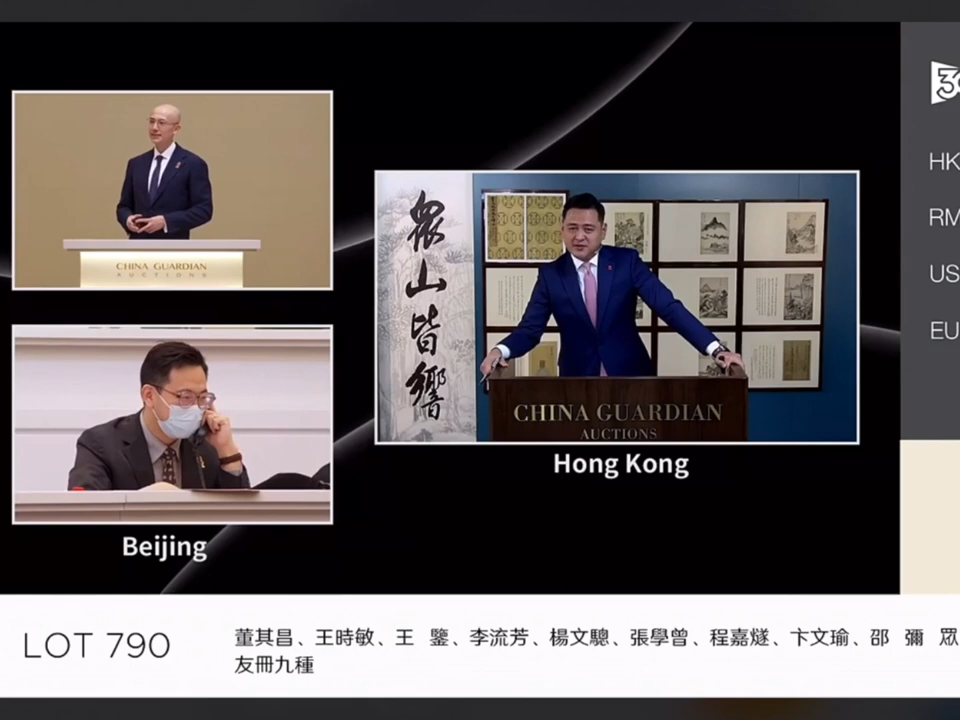 CHINA GUARDIAN
AUCTIONS
Beijing
眾山皆響
CHINA GUARDIAN
AUCTIONS
Hong Kong
3
HK
RM
US
EU
LOT 790
董其昌、王時敏、王 鑒、李流芳、楊文驄、張學曾、程嘉燧、卞文瑜、邵 彌 眾
友冊九種